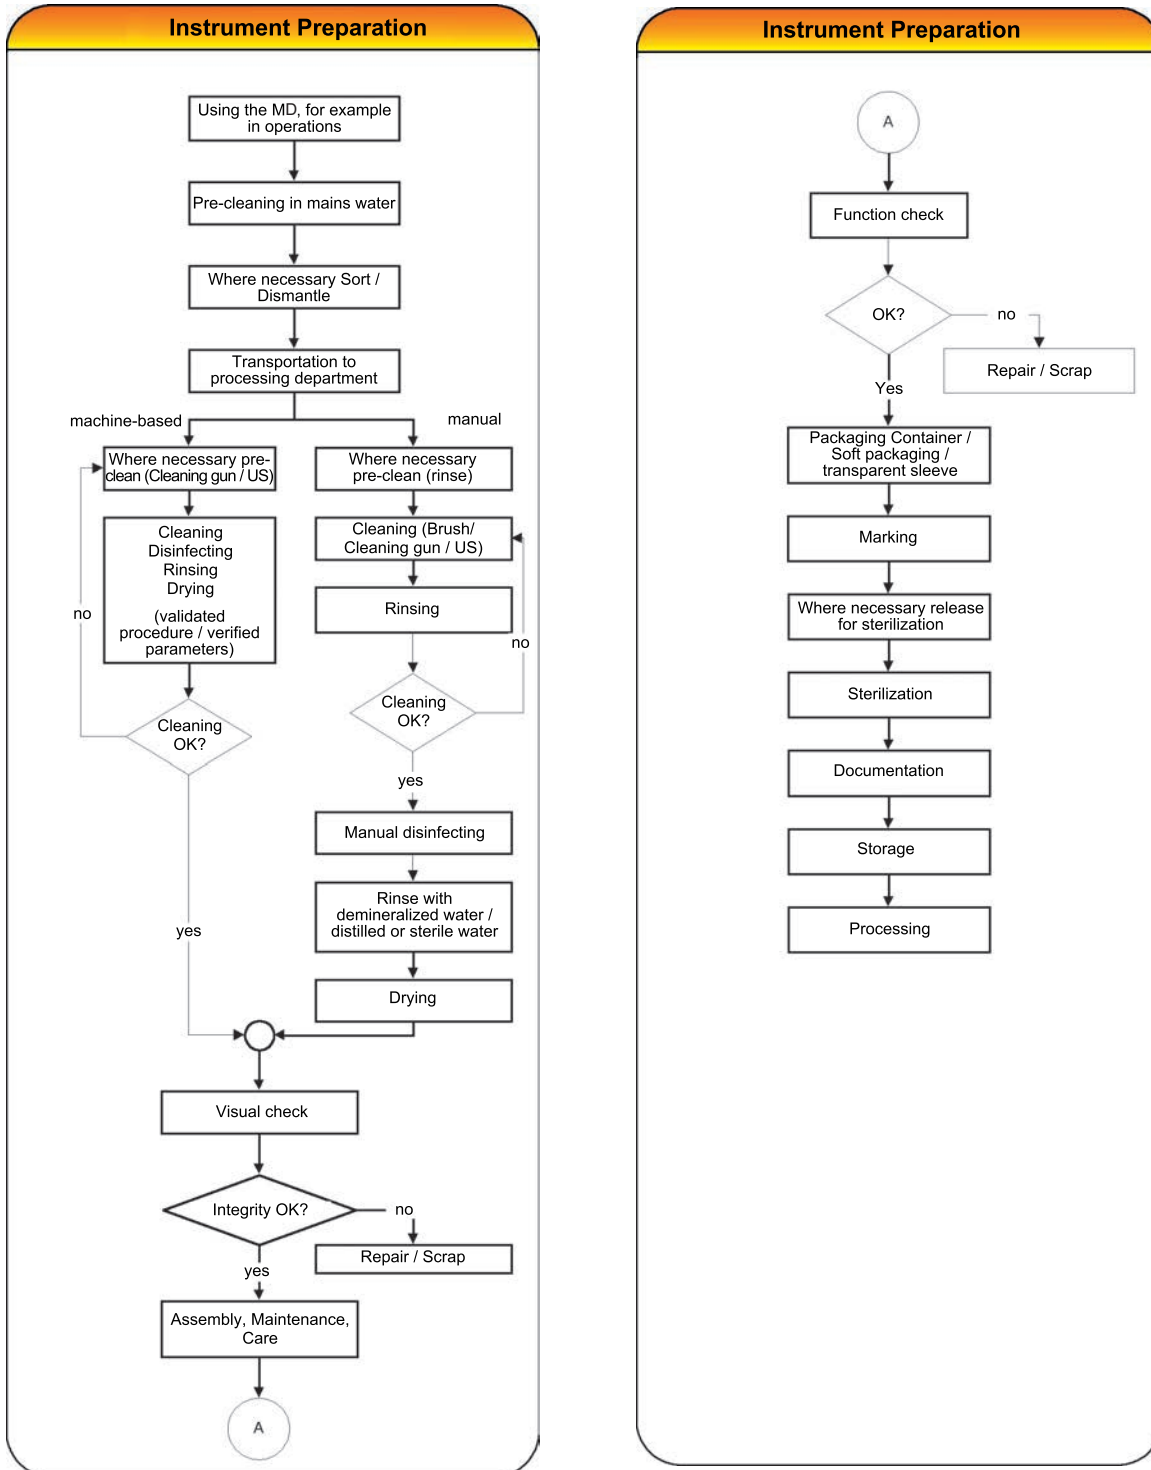 Instrument Preparation
Using the MD, for example
in operations
Pre-cleaning in mains water
Where necessary Sort /
Dismantle
Transportation to
processing department
machine-based
manual
Where necessary pre-
clean (Cleaning gun / US)
Where necessary
pre-clean (rinse)
Cleaning
Disinfecting
Rinsing
Drying
(validated
procedure / verified
parameters)
Cleaning (Brush/
Cleaning gun / US)
Rinsing
no
no
Cleaning
OK?
Cleaning
OK?
yes
Manual disinfecting
Rinse with
demineralized water /
distilled or sterile water
yes
Drying
Visual check
Integrity OK?
no
Repair / Scrap
yes
Assembly, Maintenance,
Care
A
Instrument Preparation
A
Function check
OK?
no
Repair / Scrap
Yes
Packaging Container /
Soft packaging /
transparent sleeve
Marking
Where necessary release
for sterilization
Sterilization
Documentation
Storage
Processing